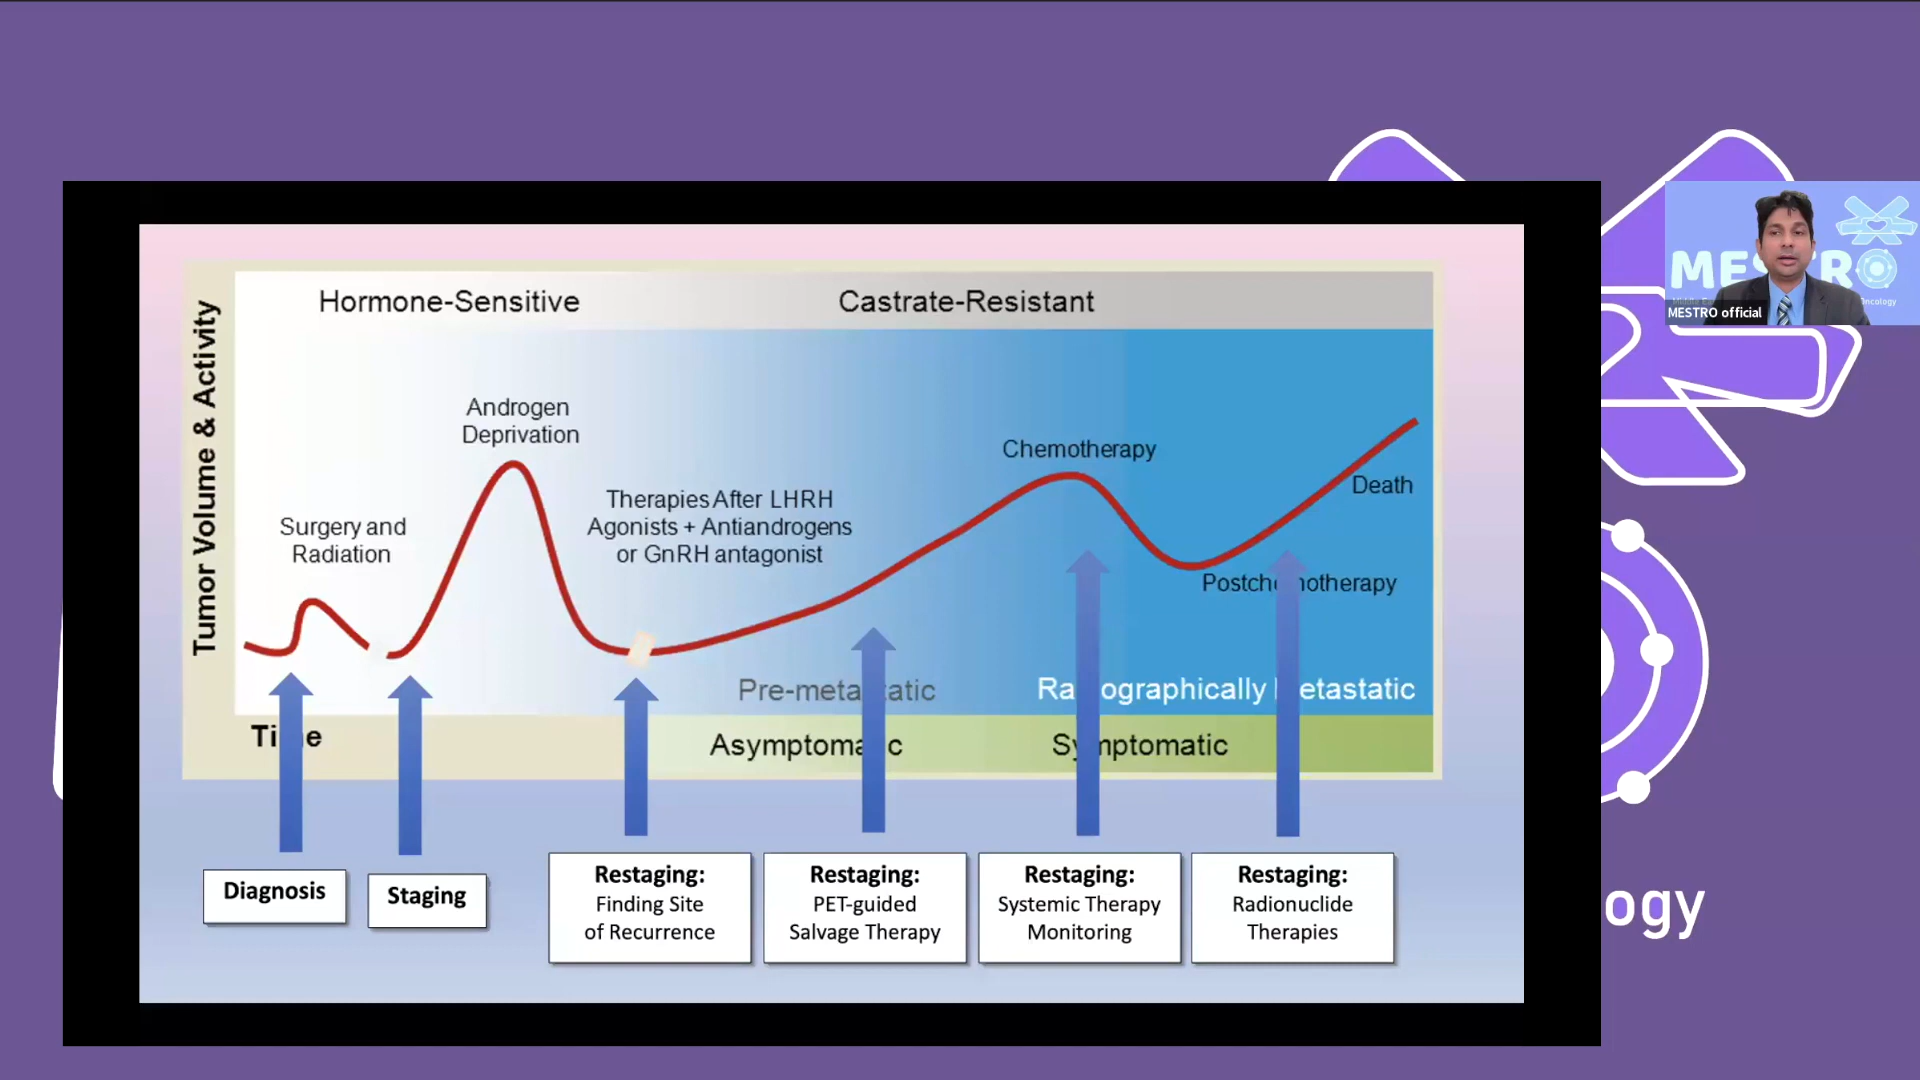 Hormone-Sensitive
Castrate-Resistant
Tumor Volume & Activity
Androgen
Deprivation
Surgery and
Radiation
Therapies After LHRH
Agonists + Antiandrogens
or GnRH antagonist
Chemotherapy
Death
Postchemotherapy
Pre-metastatic
Radiographically Metastatic
Time
Asymptomatic
Symptomatic
Diagnosis
Staging
Restaging:
Finding Site
of Recurrence
Restaging:
PET-guided
Salvage Therapy
Restaging:
Systemic Therapy
Monitoring
Restaging:
Radionuclide
Therapies
MESTRO
Oncology
MESTRO official
ogy